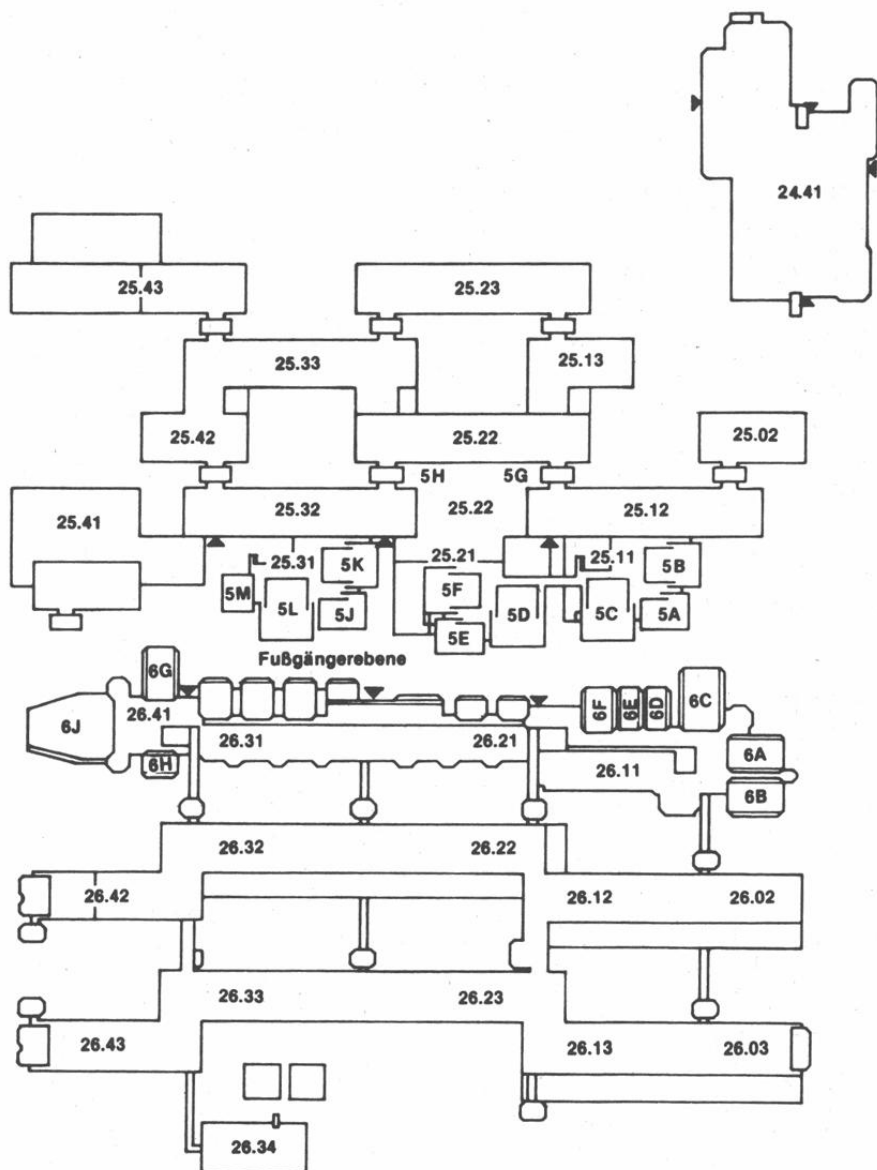 24.41
25.43
25.23
25.33
25.13
25.42
25.22
25.02
5H
5G
25.41
25.32
25.22
25.12
25.31
5K
25.21
25.11
5B
5M
5L
5J
5F
5E
5D
5C
5A
Fußgängerebene
6G
6J
26.41
6H
26.31
26.21
6F
6E
6D
6C
26.11
6A
6B
26.32
26.22
26.42
26.12
26.02
26.33
26.23
26.43
26.13
26.03
26.34